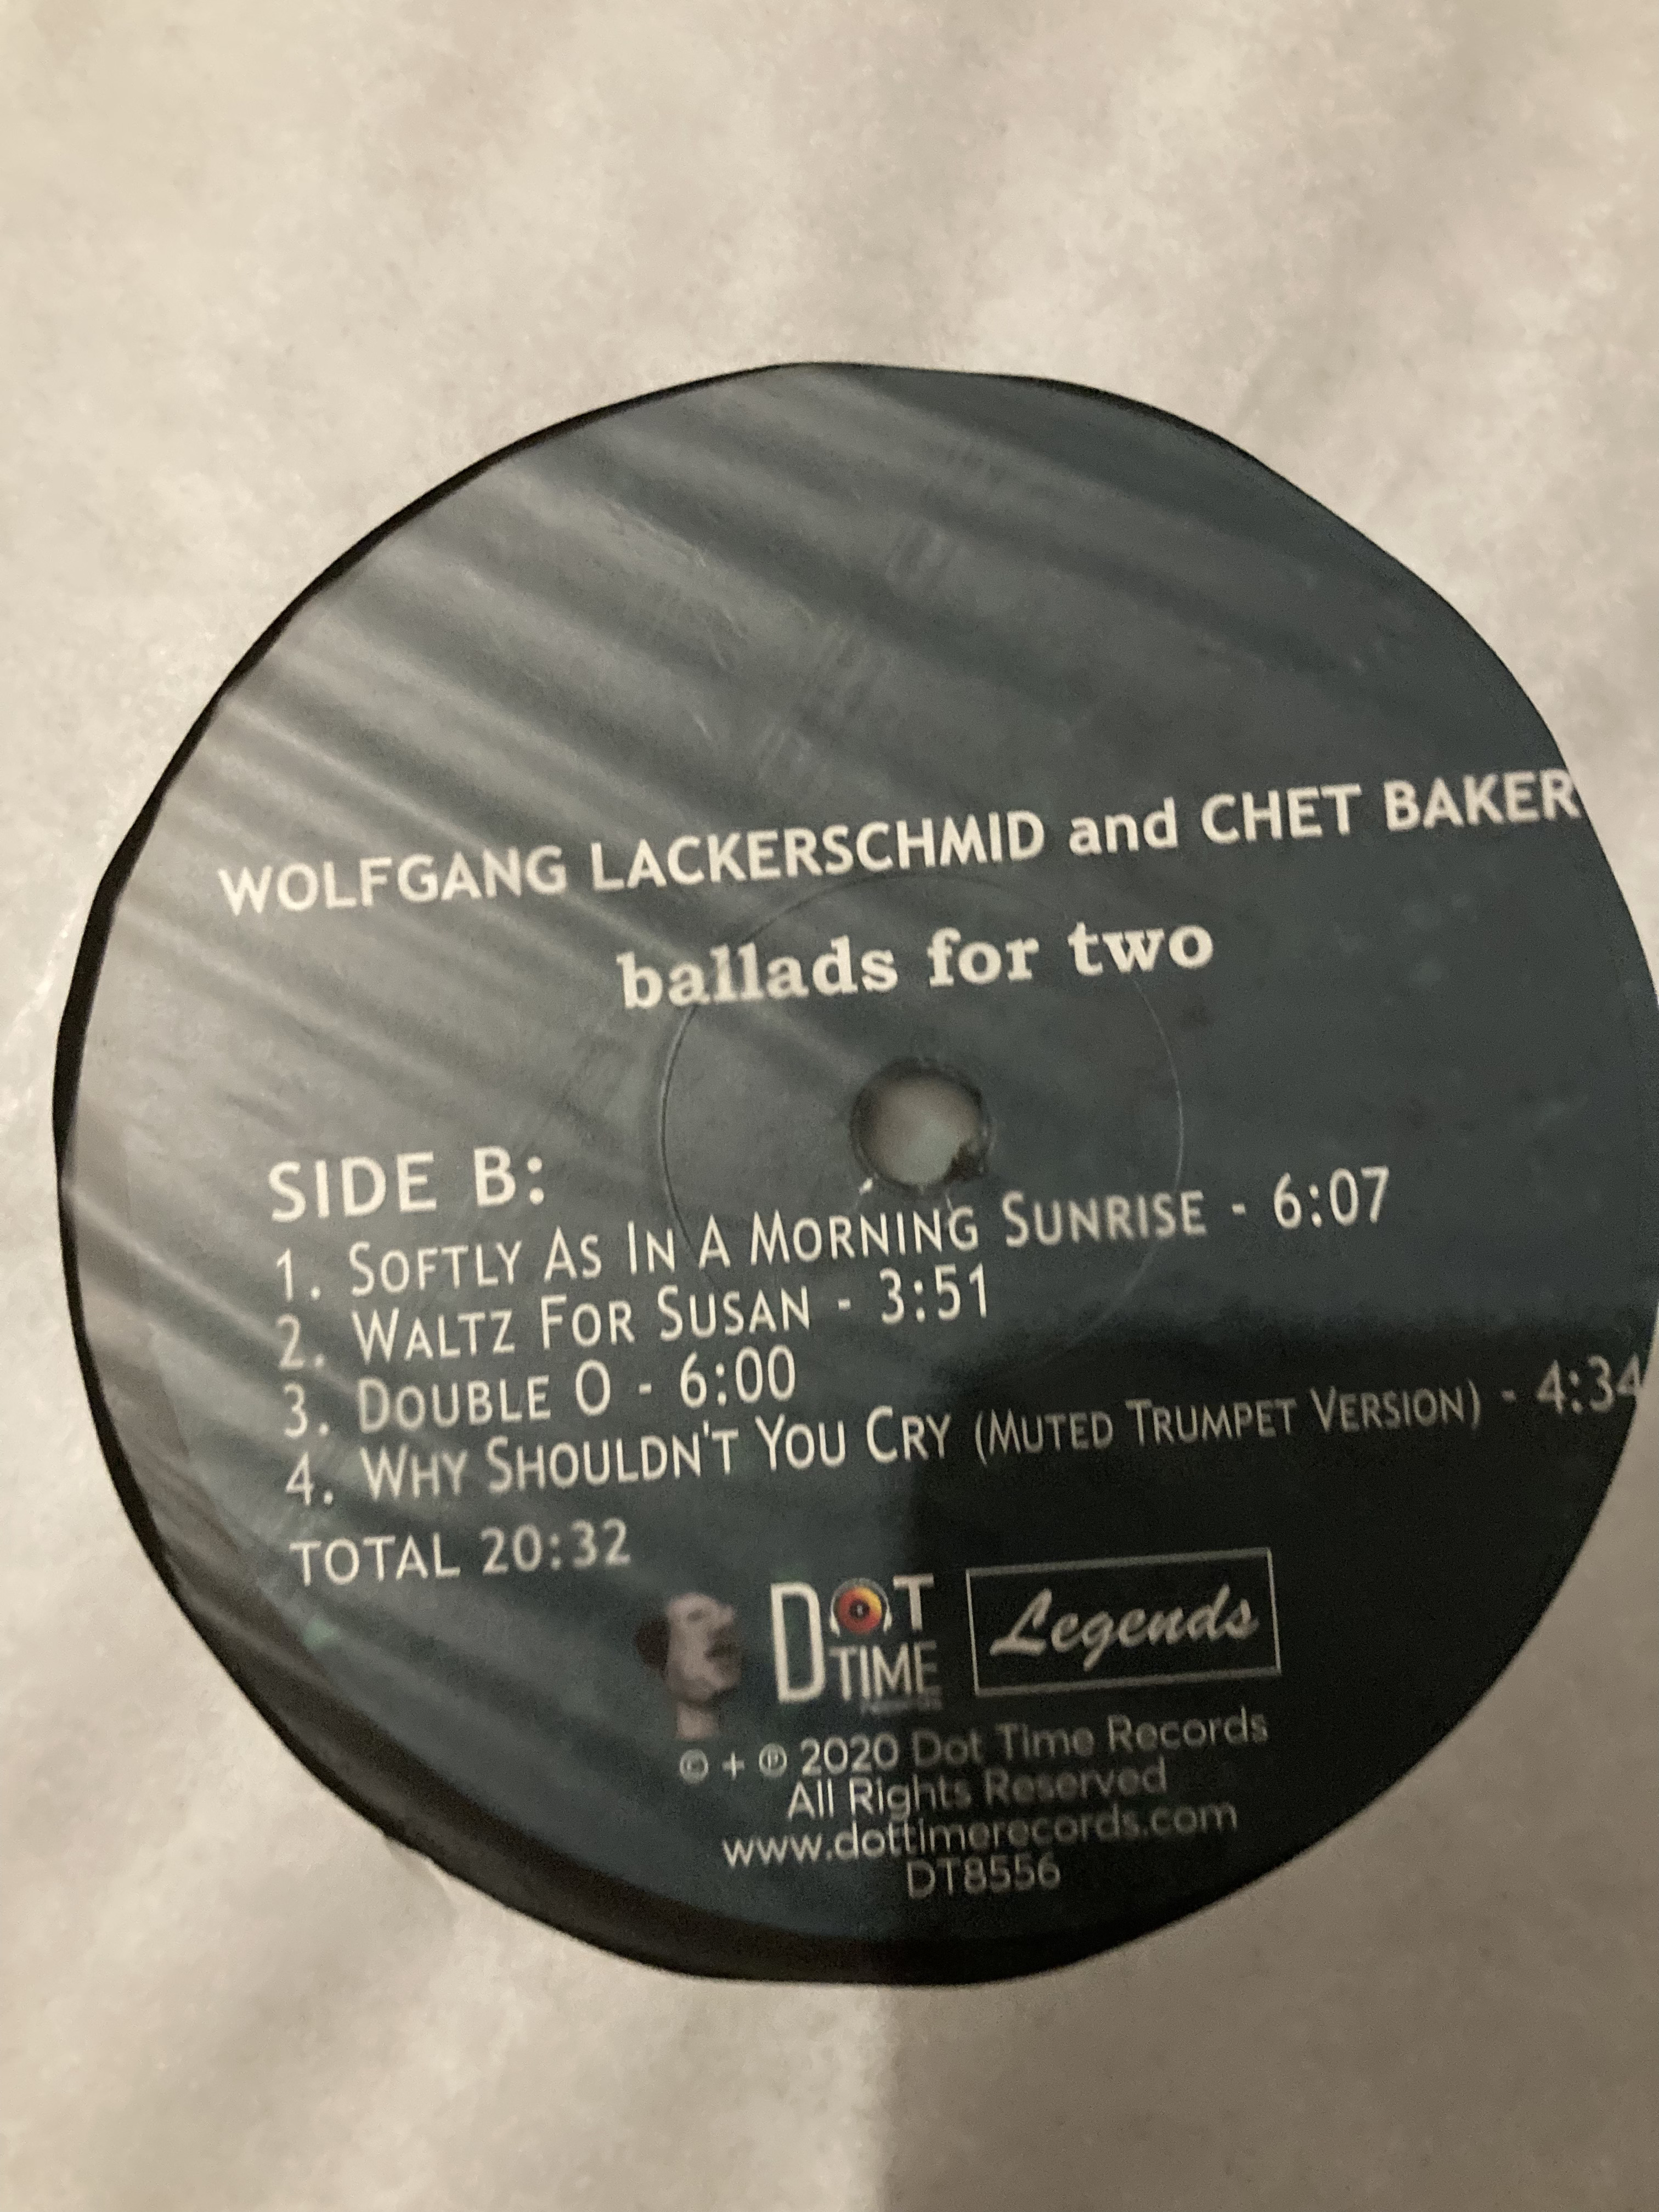 WOLFGANG LACKERSCHMID and CHET BAKER
ballads for two
SIDE B:
1. SOFTLY AS IN A MORNING SUNRISE - 6:07
2. WALTZ FOR SUSAN - 3:51
3. DOUBLE O - 6:00
4. WHY SHOULDN'T YOU CRY (MUTED TRUMPET VERSION) - 4:34
TOTAL 20:32
DOT TIME
Legends
© + ℗ 2020 Dot Time Records
All Rights Reserved
www.dottimerecords.com
DT8556